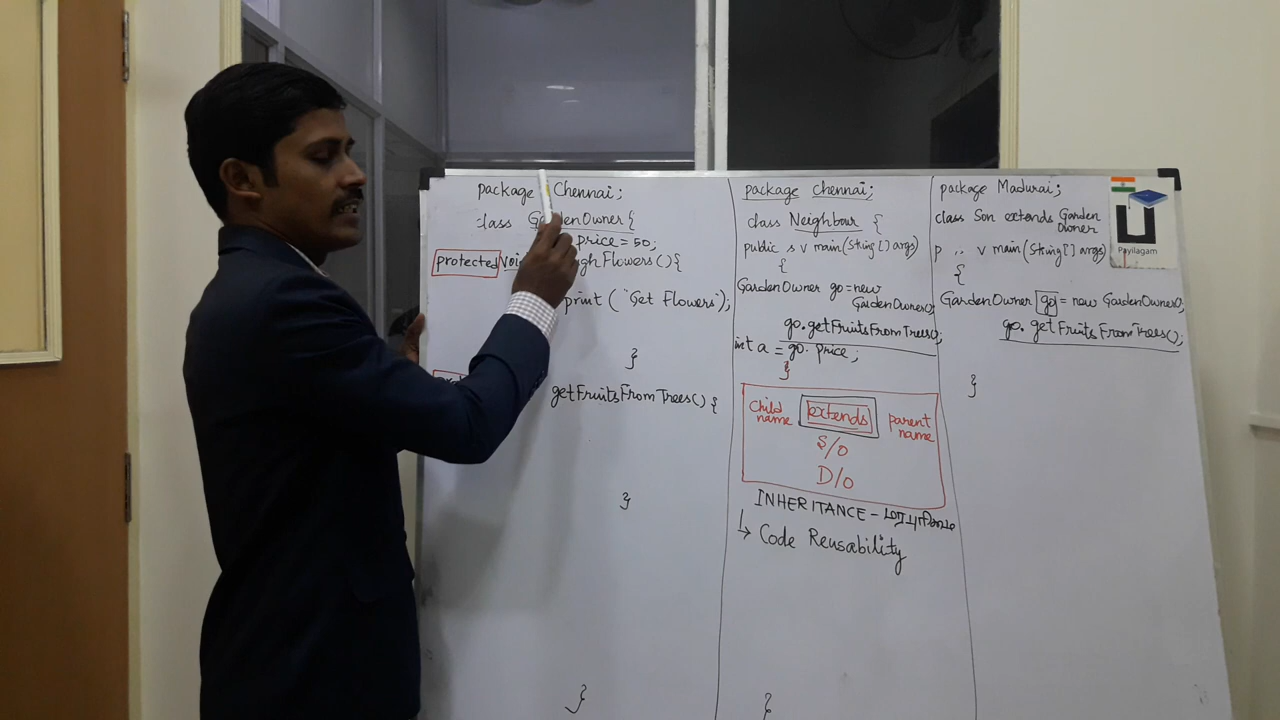 package Chennai;
class GardenOwner{
price = 50;
protected
ghFlowers(){
print ("Get Flowers");
}
getFruitsFromTrees() {
}
}
package chennai;
class Neighbour {
public s v main(String[] args)
{
GardenOwner go = new
GardenOwner();
go.getFruitsFromTrees();
int a = go. price;
}
Child name extends parent name
S/O
D/O
INHERITANCE -
↳ Code Reusability
}
package Madurai;
class Son extends Garden
Owner
p .. v main(String[] args)
{
GardenOwner go = new GardenOwner();
go. getFruitsFromTrees();
}
Payilagam